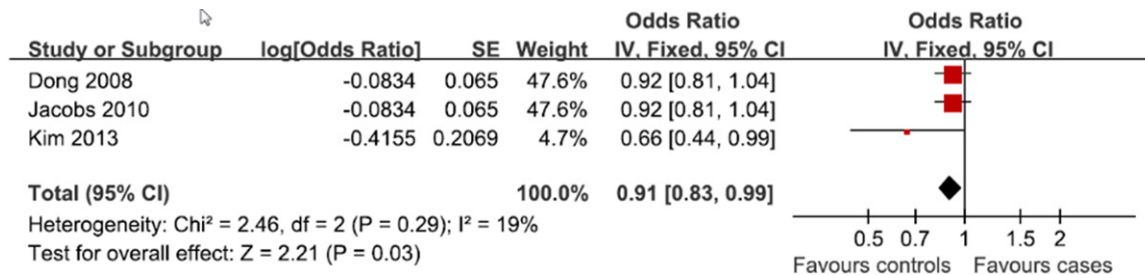 Odds Ratio Odds Ratio
Study or Subgroup log[Odds Ratio] SE Weight IV, Fixed, 95% CI IV, Fixed, 95% CI
Dong 2008 -0.0834 0.065 47.6% 0.92 [0.81, 1.04]
Jacobs 2010 -0.0834 0.065 47.6% 0.92 [0.81, 1.04]
Kim 2013 -0.4155 0.2069 4.7% 0.66 [0.44, 0.99]
Total (95% CI) 100.0% 0.91 [0.83, 0.99]
Heterogeneity: Chi² = 2.46, df = 2 (P = 0.29); I² = 19%
Test for overall effect: Z = 2.21 (P = 0.03)
0.5 0.7 1 1.5 2
Favours controls Favours cases